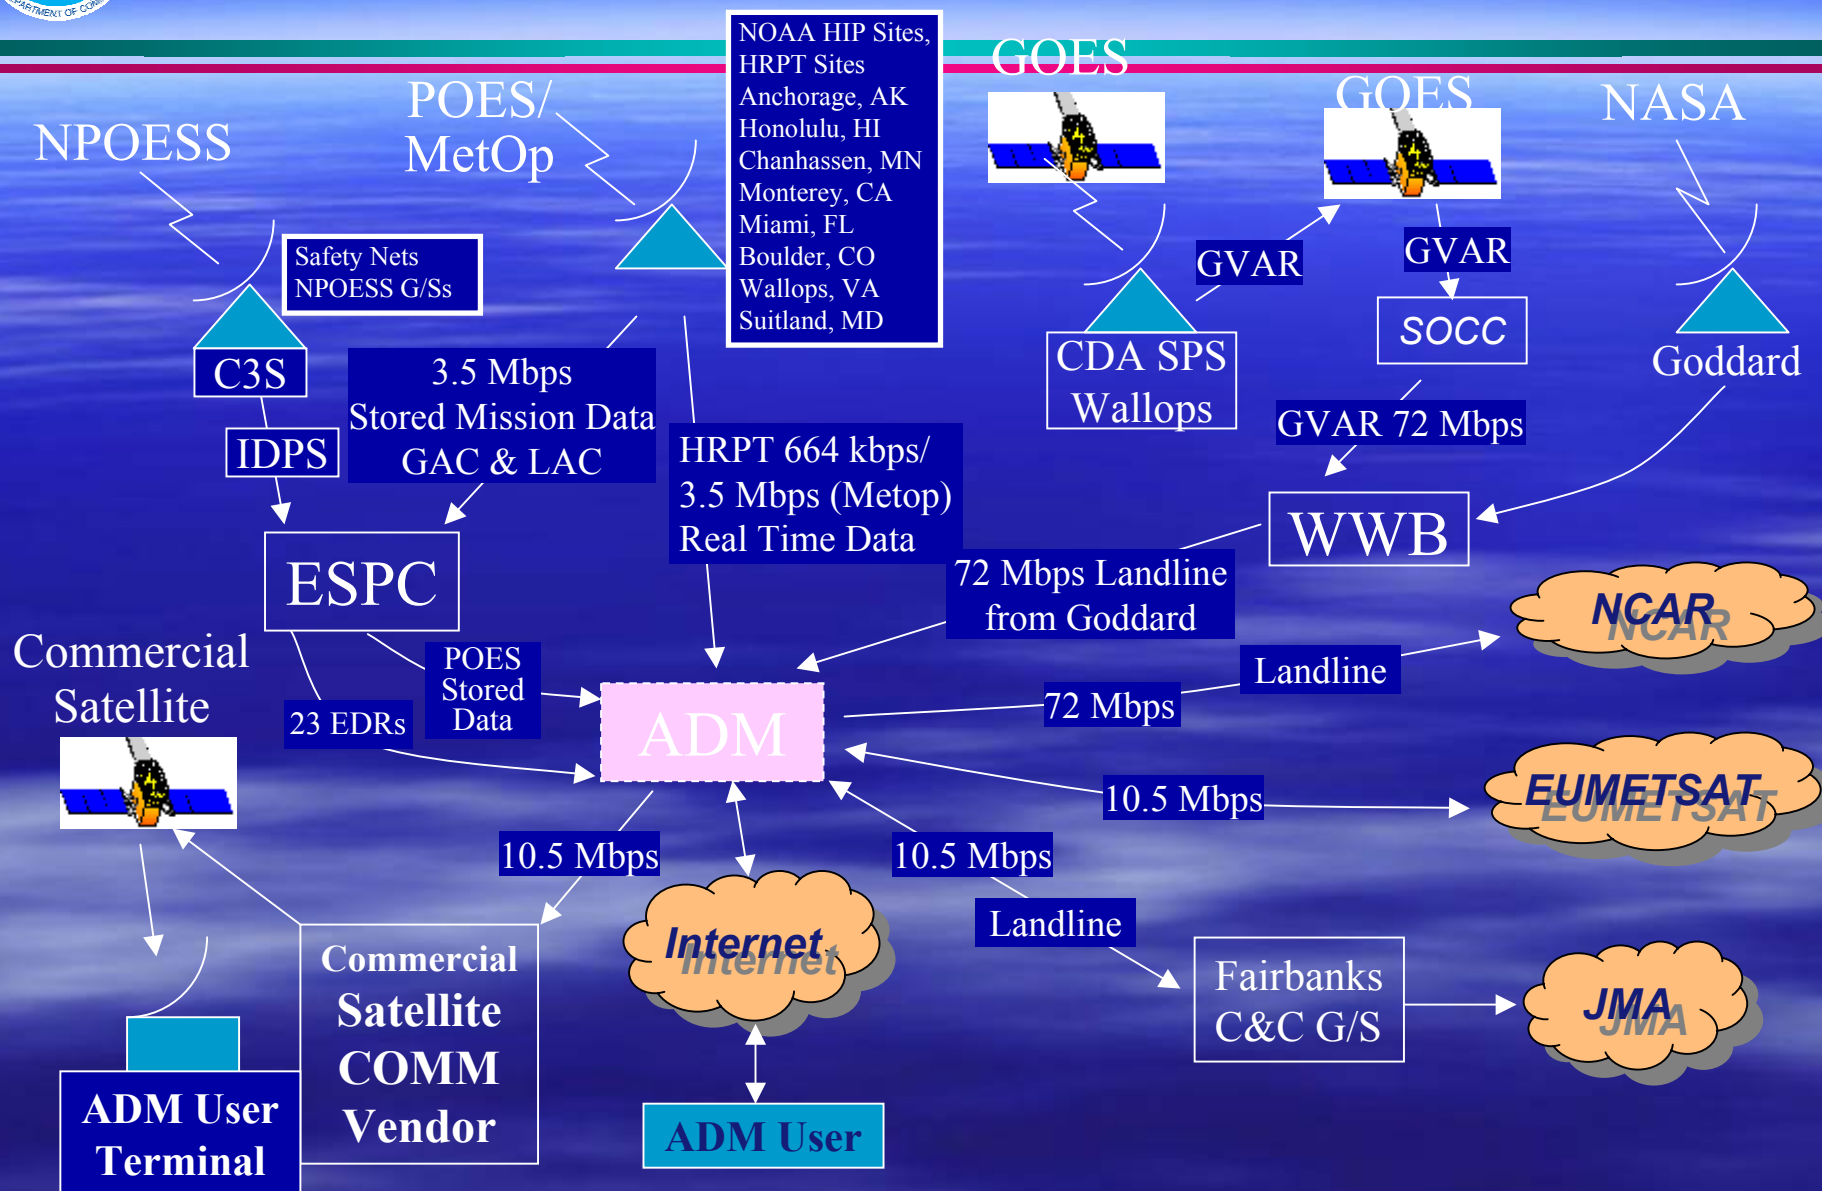 DEPARTMENT OF COM
NOAA HIP Sites,
HRPT Sites
Anchorage, AK
Honolulu, HI
Chanhassen, MN
Monterey, CA
Miami, FL
Boulder, CO
Wallops, VA
Suitland, MD
GOES
GOES
NASA
POES/
MetOp
NPOESS
Safety Nets
NPOESS G/Ss
GVAR
GVAR
SOCC
C3S
CDA SPS
Wallops
Goddard
3.5 Mbps
Stored Mission Data
GAC & LAC
GVAR 72 Mbps
IDPS
HRPT 664 kbps/
3.5 Mbps (Metop)
Real Time Data
WWB
ESPC
72 Mbps Landline
from Goddard
NCAR
Commercial
Satellite
POES
Stored
Data
Landline
23 EDRs
ADM
72 Mbps
EUMETSAT
10.5 Mbps
10.5 Mbps
10.5 Mbps
Landline
Internet
Commercial
Satellite
COMM
Vendor
Fairbanks
C&C G/S
JMA
ADM User
Terminal
ADM User